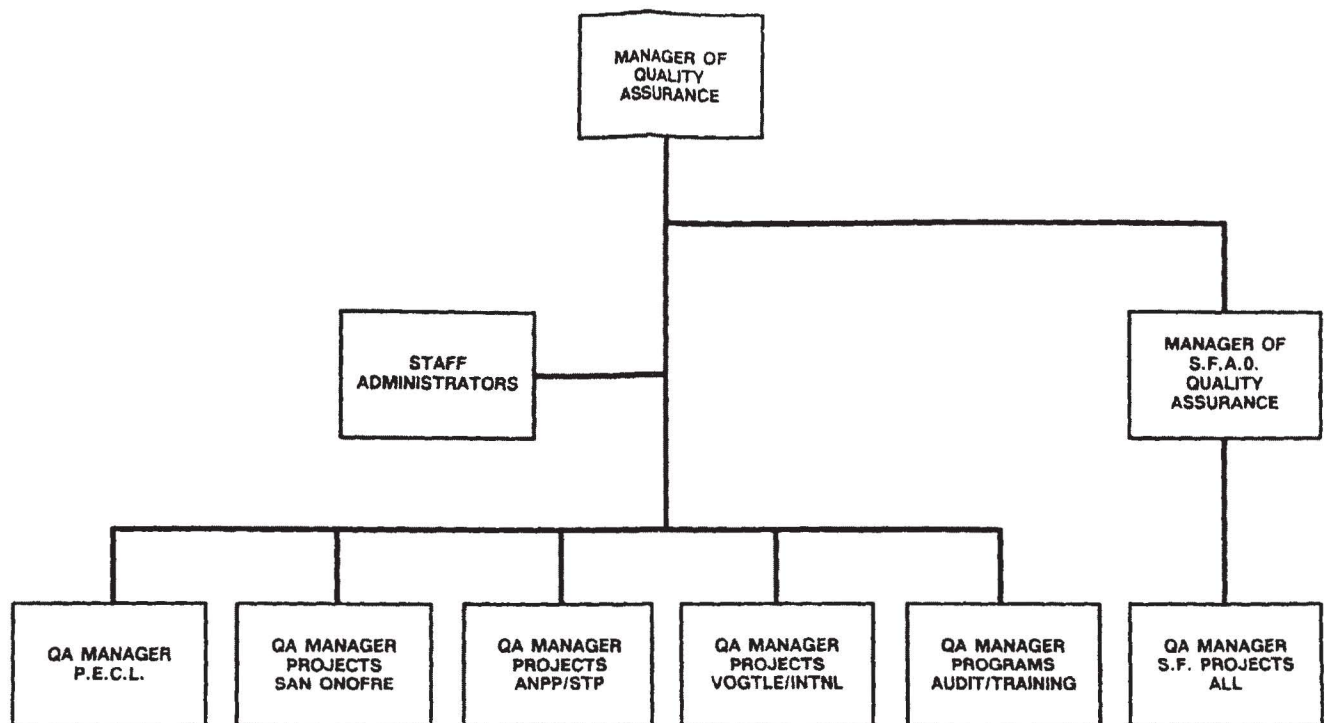 MANAGER OF
QUALITY
ASSURANCE
STAFF
ADMINISTRATORS
MANAGER OF
S.F.A.O.
QUALITY
ASSURANCE
QA MANAGER
P.E.C.L.
QA MANAGER
PROJECTS
SAN ONOFRE
QA MANAGER
PROJECTS
ANPP/STP
QA MANAGER
PROJECTS
VOGTLE/INTNL
QA MANAGER
PROGRAMS
AUDIT/TRAINING
QA MANAGER
S.F. PROJECTS
ALL